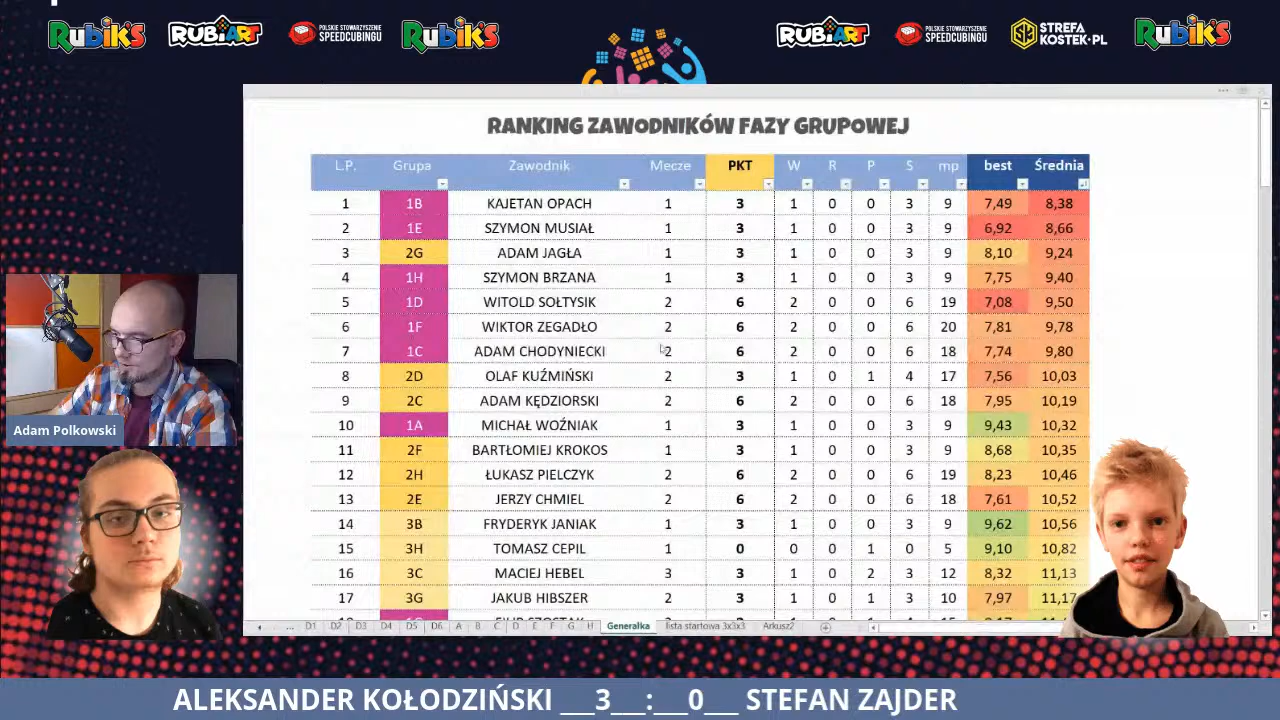 RUBIK'S RUBIART POLSKIE STOWARZYSZENIE SPEEDCUBINGU RUBIK'S RUBIART POLSKIE STOWARZYSZENIE SPEEDCUBINGU STREFA KOSTEK.PL RUBIK'S
RANKING ZAWODNIKÓW FAZY GRUPOWEJ
L.P. Grupa Zawodnik Mecze PKT W R P S mp best Średnia
1 1B KAJETAN OPACH 1 3 1 0 0 3 9 7,49 8,38
2 1E SZYMON MUSIAŁ 1 3 1 0 0 3 9 6,92 8,66
3 2G ADAM JAGŁA 1 3 1 0 0 3 9 8,10 9,24
4 1H SZYMON BRZANA 1 3 1 0 0 3 9 7,75 9,40
5 1D WITOLD SOŁTYSIK 2 6 2 0 0 6 19 7,08 9,50
6 1F WIKTOR ZEGADŁO 2 6 2 0 0 6 20 7,81 9,78
7 1C ADAM CHODYNIECKI 2 6 2 0 0 6 18 7,74 9,80
8 2D OLAF KUŹMIŃSKI 2 3 1 0 1 4 17 7,56 10,03
9 2C ADAM KĘDZIORSKI 2 6 2 0 0 6 18 7,95 10,19
10 1A MICHAŁ WOŹNIAK 1 3 1 0 0 3 9 9,43 10,32
11 2F BARTŁOMIEJ KROKOS 1 3 1 0 0 3 9 8,68 10,35
12 2H ŁUKASZ PIELCZYK 2 6 2 0 0 6 19 8,23 10,46
13 2E JERZY CHMIEL 2 6 2 0 0 6 18 7,61 10,52
14 3B FRYDERYK JANIAK 1 3 1 0 0 3 9 9,62 10,56
15 3H TOMASZ CEPIL 1 0 0 0 1 0 5 9,10 10,82
16 3C MACIEJ HEBEL 3 3 1 0 2 3 12 8,32 11,13
17 3G JAKUB HIBSZER 2 3 1 0 1 3 10 7,97 11,17
Adam Polkowski
... D1 D2 D3 D4 D5 D6 A B C D E F G H Generalka lista startowa 3x3x3 Arkusz2
ALEKSANDER KOŁODZIŃSKI __3__:__0__ STEFAN ZAJDER